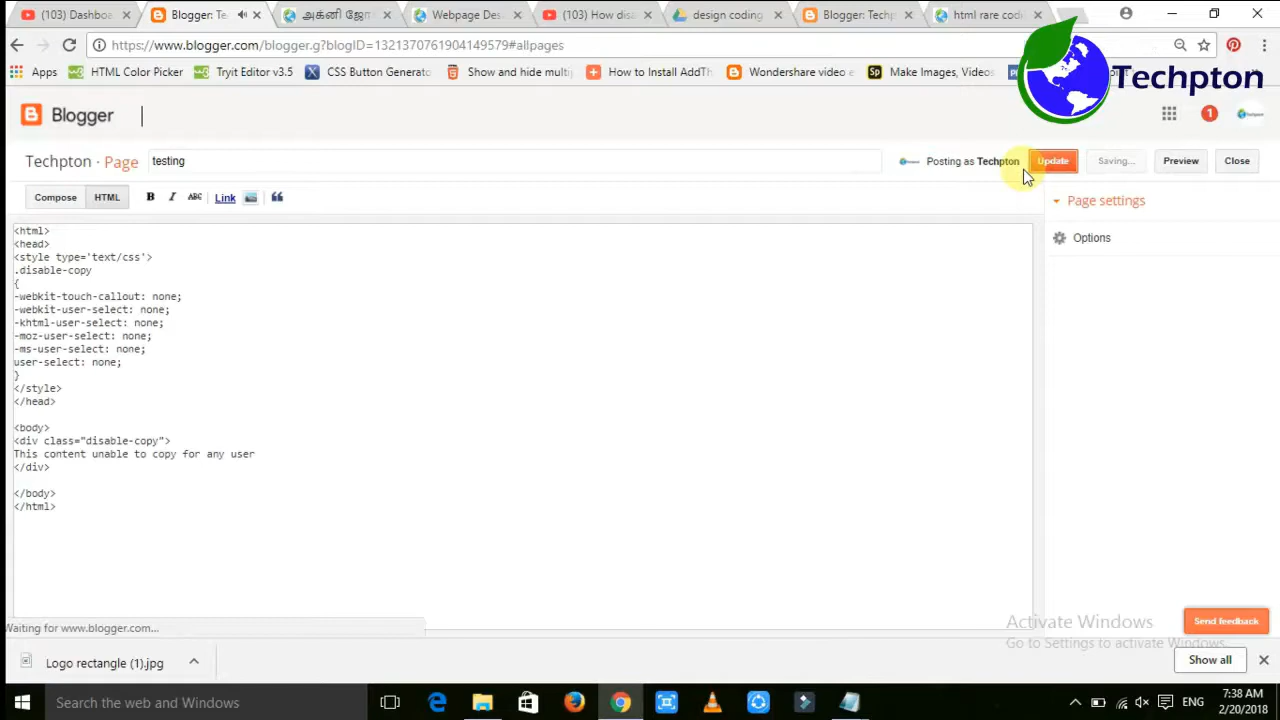 (103) Dashbo
Blogger: Te
அக்னி ஜோ
Webpage Des
(103) How disa
design coding
Blogger: Techp
html rare codi
https://www.blogger.com/blogger.g?blogID=1321370761904149579#allpages
Apps
HTML Color Picker
Tryit Editor v3.5
CSS Button Generato
Show and hide multi
How to Install AddTh
Wondershare video e
Make Images, Videos
Techpton
Blogger
1
Techpton · Page
testing
Posting as Techpton
Update
Saving...
Preview
Close
Compose
HTML
B
I
ABC
Link
Page settings
Options
<html>
<head>
<style type='text/css'>
.disable-copy
{
-webkit-touch-callout: none;
-webkit-user-select: none;
-khtml-user-select: none;
-moz-user-select: none;
-ms-user-select: none;
user-select: none;
}
</style>
</head>
<body>
<div class="disable-copy">
This content unable to copy for any user
</div>
</body>
</html>
Activate Windows
Go to Settings to activate Windows.
Send feedback
Waiting for www.blogger.com...
Logo rectangle (1).jpg
Show all
Search the web and Windows
ENG
7:38 AM
2/20/2018